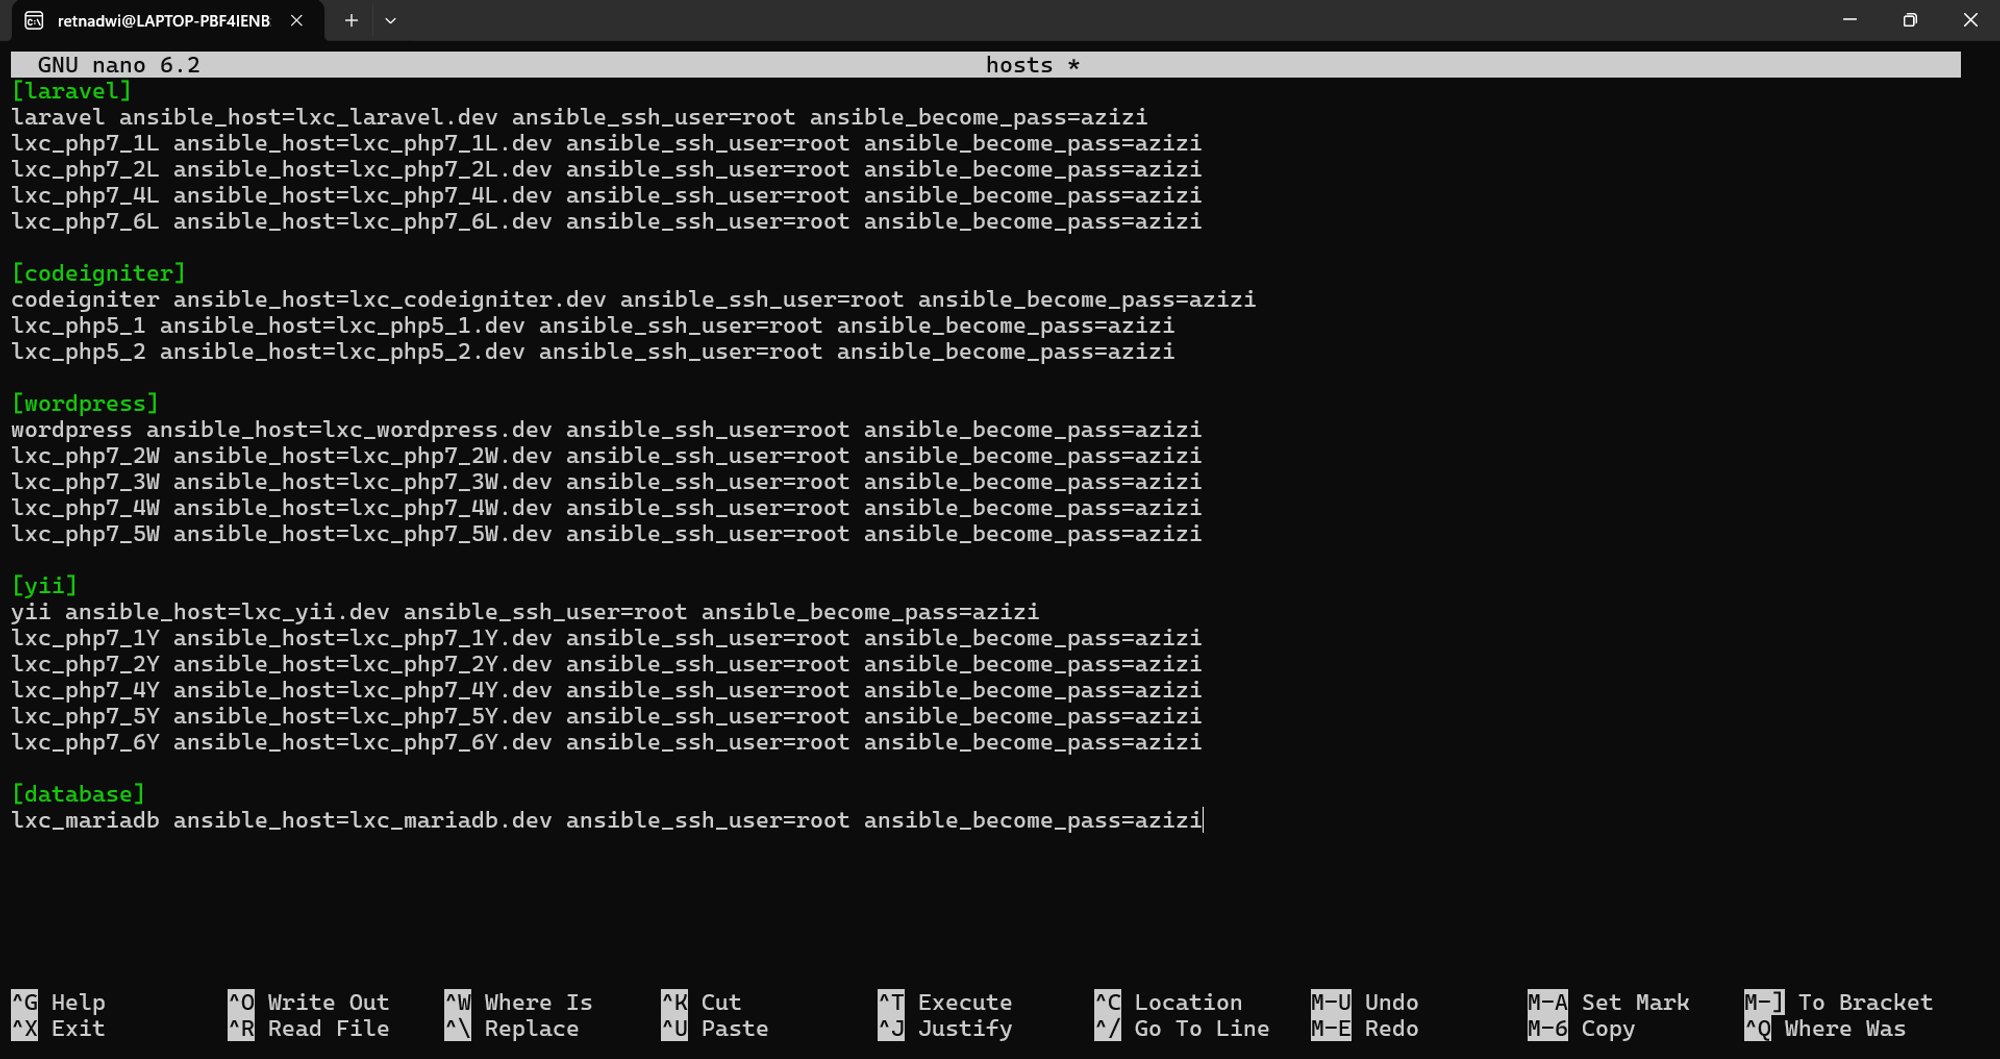 retnadwi@LAPTOP-PBF4IENB
GNU nano 6.2 hosts *
[laravel]
laravel ansible_host=lxc_laravel.dev ansible_ssh_user=root ansible_become_pass=azizi
lxc_php7_1L ansible_host=lxc_php7_1L.dev ansible_ssh_user=root ansible_become_pass=azizi
lxc_php7_2L ansible_host=lxc_php7_2L.dev ansible_ssh_user=root ansible_become_pass=azizi
lxc_php7_4L ansible_host=lxc_php7_4L.dev ansible_ssh_user=root ansible_become_pass=azizi
lxc_php7_6L ansible_host=lxc_php7_6L.dev ansible_ssh_user=root ansible_become_pass=azizi
[codeigniter]
codeigniter ansible_host=lxc_codeigniter.dev ansible_ssh_user=root ansible_become_pass=azizi
lxc_php5_1 ansible_host=lxc_php5_1.dev ansible_ssh_user=root ansible_become_pass=azizi
lxc_php5_2 ansible_host=lxc_php5_2.dev ansible_ssh_user=root ansible_become_pass=azizi
[wordpress]
wordpress ansible_host=lxc_wordpress.dev ansible_ssh_user=root ansible_become_pass=azizi
lxc_php7_2W ansible_host=lxc_php7_2W.dev ansible_ssh_user=root ansible_become_pass=azizi
lxc_php7_3W ansible_host=lxc_php7_3W.dev ansible_ssh_user=root ansible_become_pass=azizi
lxc_php7_4W ansible_host=lxc_php7_4W.dev ansible_ssh_user=root ansible_become_pass=azizi
lxc_php7_5W ansible_host=lxc_php7_5W.dev ansible_ssh_user=root ansible_become_pass=azizi
[yii]
yii ansible_host=lxc_yii.dev ansible_ssh_user=root ansible_become_pass=azizi
lxc_php7_1Y ansible_host=lxc_php7_1Y.dev ansible_ssh_user=root ansible_become_pass=azizi
lxc_php7_2Y ansible_host=lxc_php7_2Y.dev ansible_ssh_user=root ansible_become_pass=azizi
lxc_php7_4Y ansible_host=lxc_php7_4Y.dev ansible_ssh_user=root ansible_become_pass=azizi
lxc_php7_5Y ansible_host=lxc_php7_5Y.dev ansible_ssh_user=root ansible_become_pass=azizi
lxc_php7_6Y ansible_host=lxc_php7_6Y.dev ansible_ssh_user=root ansible_become_pass=azizi
[database]
lxc_mariadb ansible_host=lxc_mariadb.dev ansible_ssh_user=root ansible_become_pass=azizi
^G Help ^O Write Out ^W Where Is ^K Cut ^T Execute ^C Location M-U Undo M-A Set Mark M-] To Bracket
^X Exit ^R Read File ^\ Replace ^U Paste ^J Justify ^/ Go To Line M-E Redo M-6 Copy ^Q Where Was